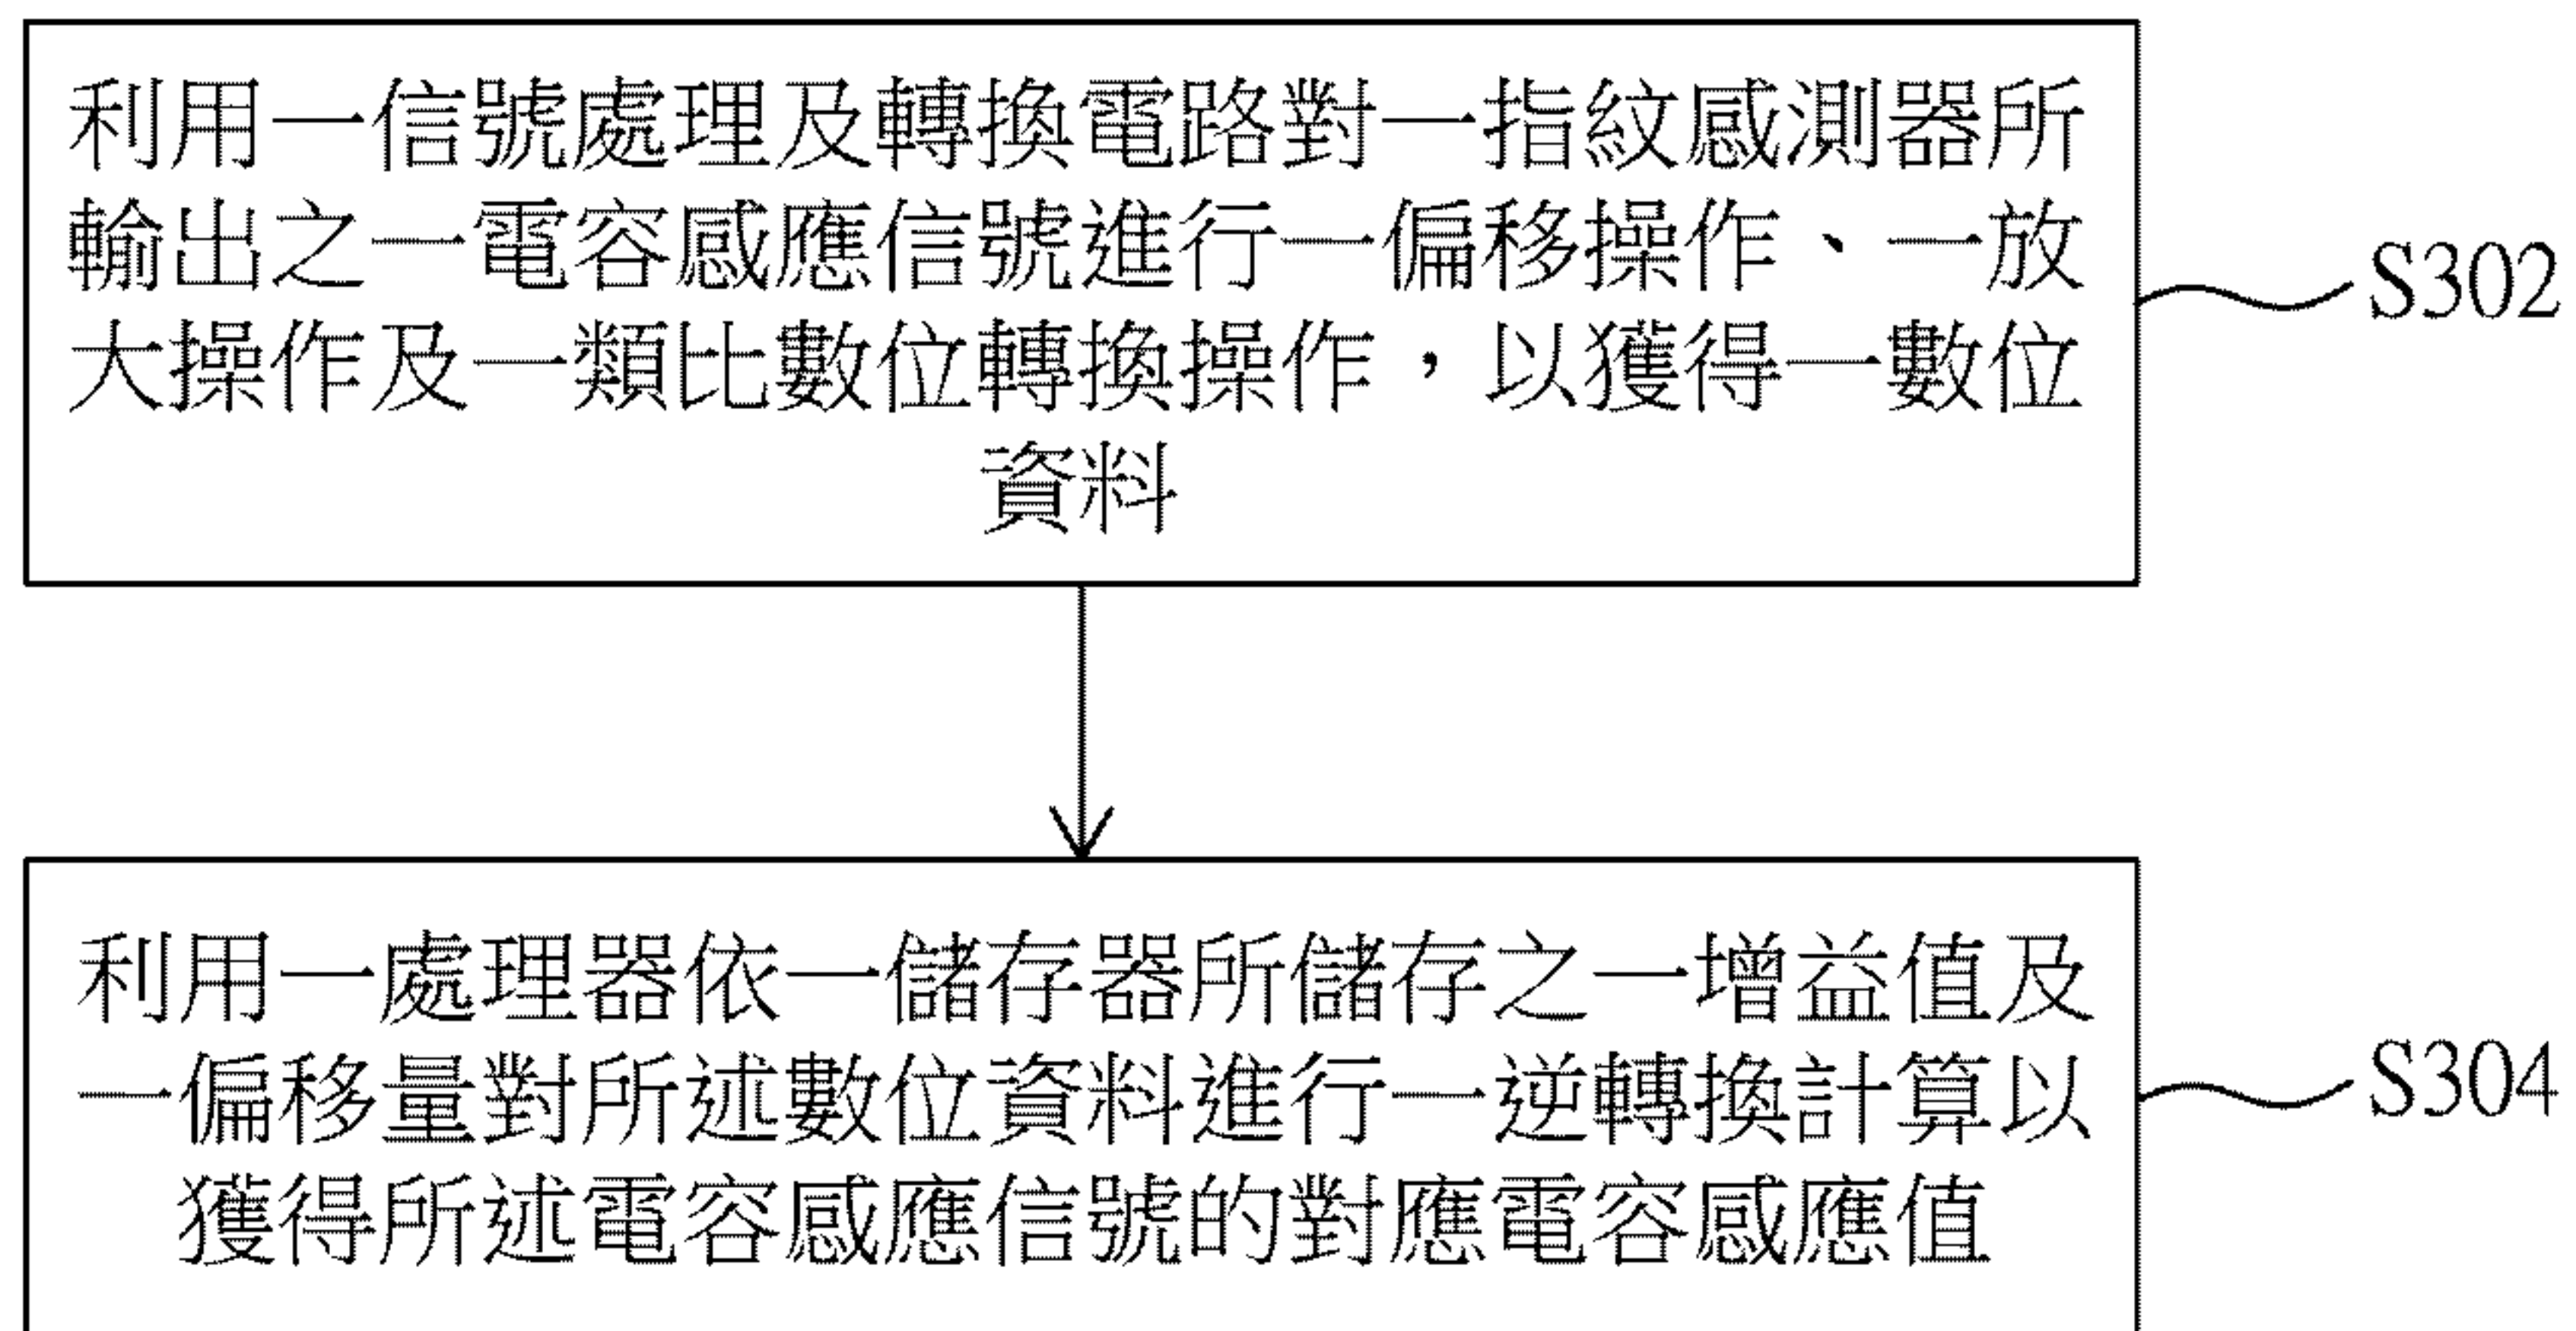 利用一信號處理及轉換電路對一指紋感測器所
輸出之一電容感應信號進行一偏移操作、一放
大操作及一類比數位轉換操作，以獲得一數位
資料
S302
利用一處理器依一儲存器所儲存之一增益值及
一偏移量對所述數位資料進行一逆轉換計算以
獲得所述電容感應信號的對應電容感應值
S304